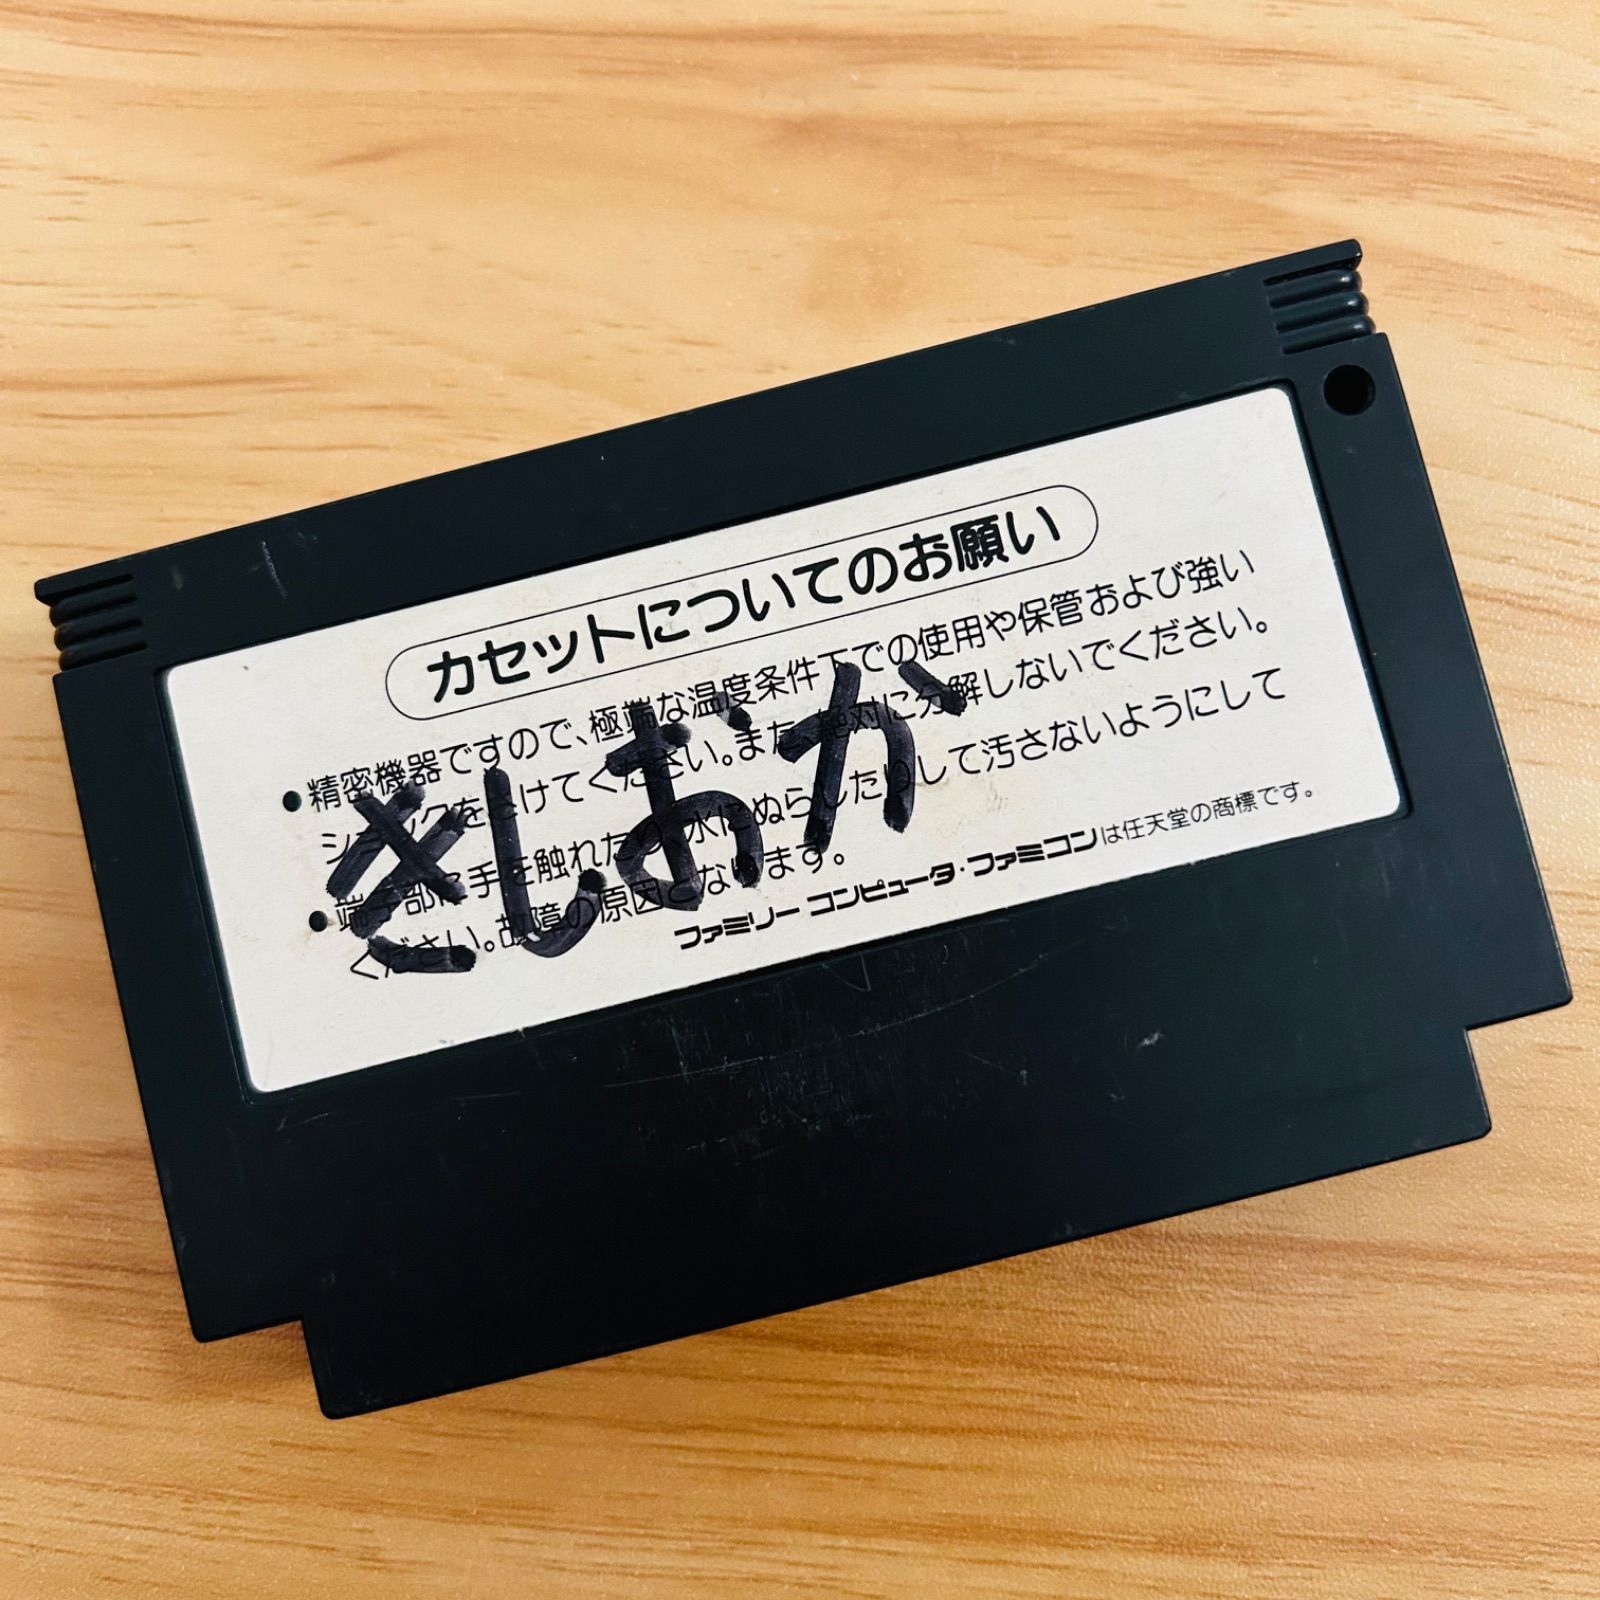 カセットについてのお願い
●精密機器ですので、極端な温度条件下での使用や保管および強い
ショックを避けてください。また、絶対に分解しないでください。
●端子部に手を触れたり、水にぬらしたりして汚さないようにして
ください。故障の原因となります。
ファミリー コンピュータ・ファミコンは任天堂の商標です。
きしおか